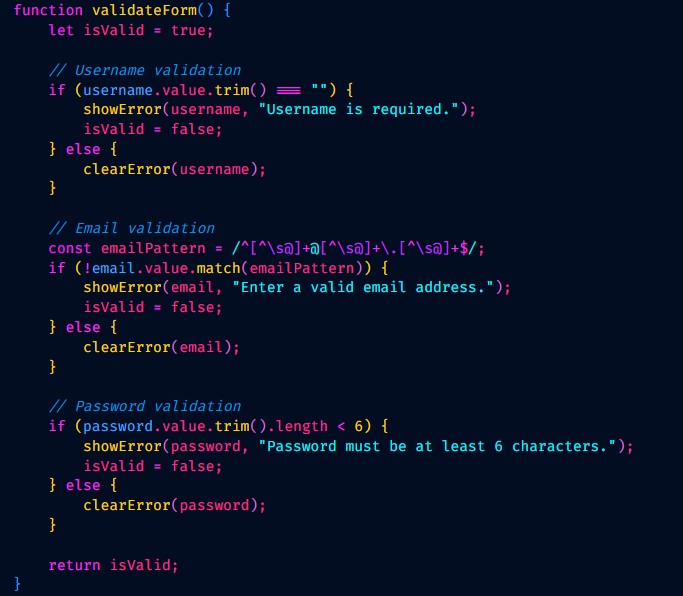 function validateForm() {
    let isValid = true;

    // Username validation
    if (username.value.trim() === "") {
        showError(username, "Username is required.");
        isValid = false;
    } else {
        clearError(username);
    }

    // Email validation
    const emailPattern = /^[^\s@]+@[^\s@]+\.[^\s@]+$/;
    if (!email.value.match(emailPattern)) {
        showError(email, "Enter a valid email address.");
        isValid = false;
    } else {
        clearError(email);
    }

    // Password validation
    if (password.value.trim().length < 6) {
        showError(password, "Password must be at least 6 characters.");
        isValid = false;
    } else {
        clearError(password);
    }

    return isValid;
}